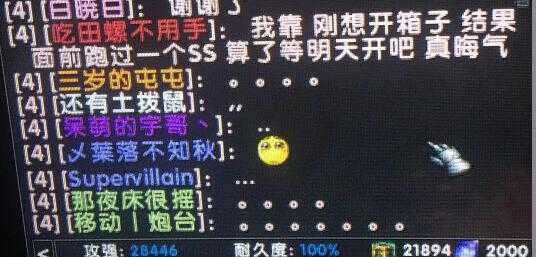 [4] [白晓白]: 谢谢了
[4] [吃田螺不用手]: 我靠 刚想开箱子 结果
面前跑过一个SS 算了等明天开吧 真晦气
[4] [三岁的屯屯]: 。。。。
[4] [还有土拨鼠]: ,,
[4] [呆萌的字哥丶]: ..
[4] [乄葉落不知秋]:
[4] [Supervillain]: ...
[4] [那夜床很摇]: 。。。。
[4] [移动丨炮台]: 。。。。。。。
< 攻强: 28446 耐久度: 100% 21894 2000